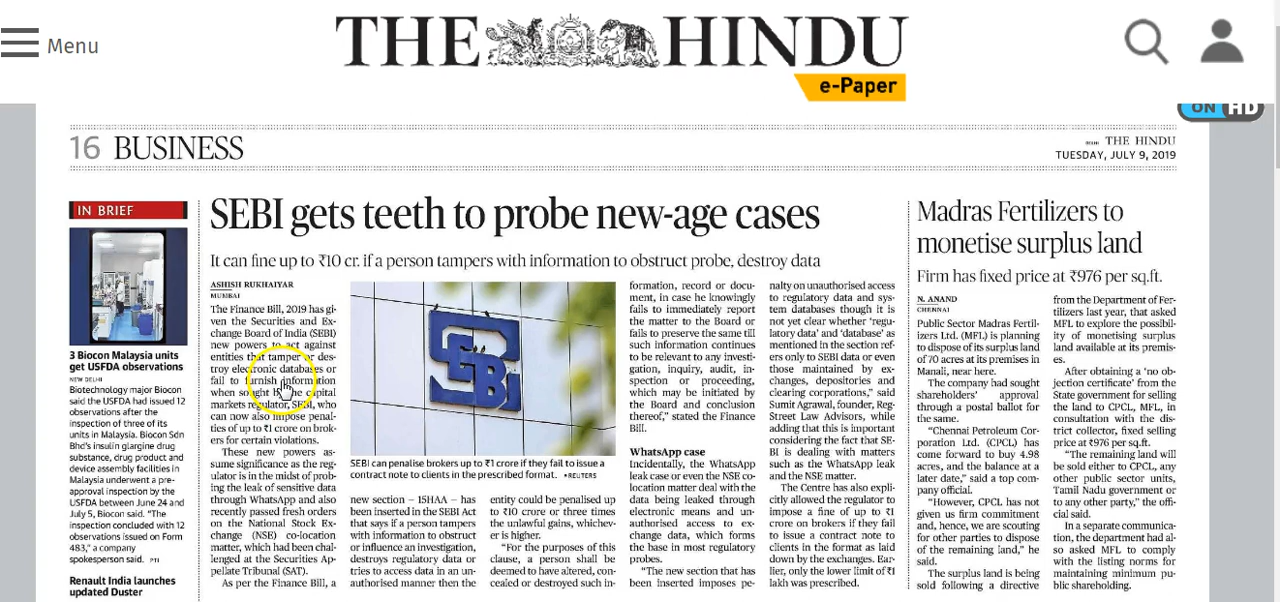 Menu
THE HINDU
e-Paper
ON HD
16 BUSINESS
THE HINDU
TUESDAY, JULY 9, 2019
IN BRIEF
3 Biocon Malaysia units
get USFDA observations
NEW DELHI
Biotechnology major Biocon
said the USFDA had issued 12
observations after the
inspection of three of its
units in Malaysia. Biocon Sdn
Bhd's insulin glargine drug
substance, drug product and
device assembly facilities in
Malaysia underwent a pre-
approval inspection by the
USFDA between June 24 and
July 5, Biocon said. "The
inspection concluded with 12
observations issued on Form
483," a company
spokesperson said. PTI
Renault India launches
updated Duster
SEBI gets teeth to probe new-age cases
It can fine up to ₹10 cr. if a person tampers with information to obstruct probe, destroy data
ASHISH RUKHAIYAR
MUMBAI
The Finance Bill, 2019 has gi-
ven the Securities and Ex-
change Board of India (SEBI)
new powers to act against
entities that tamper or des-
troy electronic databases or
fail to furnish information
when sought by the capital
markets regulator, SEBI, who
can now also impose penal-
ties of up to ₹1 crore on brok-
ers for certain violations.
These new powers as-
sume significance as the reg-
ulator is in the midst of prob-
ing the leak of sensitive data
through WhatsApp and also
recently passed fresh orders
on the National Stock Ex-
change (NSE) co-location
matter, which had been chal-
lenged at the Securities Ap-
pellate Tribunal (SAT).
As per the Finance Bill, a
SEBI
SEBI can penalise brokers up to ₹1 crore if they fail to issue a
contract note to clients in the prescribed format. •REUTERS
new section – 15HAA – has
been inserted in the SEBI Act
that says if a person tampers
with information to obstruct
or influence an investigation,
destroys regulatory data or
tries to access data in an un-
authorised manner then the
entity could be penalised up
to ₹10 crore or three times
the unlawful gains, whichev-
er is higher.
"For the purposes of this
clause, a person shall be
deemed to have altered, con-
cealed or destroyed such in-
formation, record or docu-
ment, in case he knowingly
fails to immediately report
the matter to the Board or
fails to preserve the same till
such information continues
to be relevant to any investi-
gation, inquiry, audit, in-
spection or proceeding,
which may be initiated by
the Board and conclusion
thereof," stated the Finance
Bill.
WhatsApp case
Incidentally, the WhatsApp
leak case or even the NSE co-
location matter deal with the
data being leaked through
electronic means and un-
authorised access to ex-
change data, which forms
the base in most regulatory
probes.
"The new section that has
been inserted imposes pe-
nalty on unauthorised access
to regulatory data and sys-
tem databases though it is
not yet clear whether 'regu-
latory data' and 'database' as
mentioned in the section ref-
ers only to SEBI data or even
those maintained by ex-
changes, depositories and
clearing corporations," said
Sumit Agrawal, founder, Reg-
Street Law Advisors, while
adding that this is important
considering the fact that SE-
BI is dealing with matters
such as the WhatsApp leak
and the NSE matter.
The Centre has also explic-
itly allowed the regulator to
impose a fine of up to ₹1
crore on brokers if they fail
to issue a contract note to
clients in the format as laid
down by the exchanges. Ear-
lier, only the lower limit of ₹1
lakh was prescribed.
Madras Fertilizers to
monetise surplus land
Firm has fixed price at ₹976 per sq.ft.
N. ANAND
CHENNAI
Public Sector Madras Fertil-
izers Ltd. (MFL) is planning
to dispose of its surplus land
of 70 acres at its premises in
Manali, near here.
The company had sought
shareholders' approval
through a postal ballot for
the same.
"Chennai Petroleum Cor-
poration Ltd. (CPCL) has
come forward to buy 4.98
acres, and the balance at a
later date," said a top com-
pany official.
"However, CPCL has not
given us firm commitment
and, hence, we are scouting
for other parties to dispose
of the remaining land," he
said.
The surplus land is being
sold following a directive
from the Department of Fer-
tilizers last year, that asked
MFL to explore the possibil-
ity of monetising surplus
land available at its premis-
es.
After obtaining a 'no ob-
jection certificate' from the
State government for selling
the land to CPCL, MFL, in
consultation with the dis-
trict collector, fixed selling
price at ₹976 per sq.ft.
"The remaining land will
be sold either to CPCL, any
other public sector units,
Tamil Nadu government or
to any other party," the offi-
cial said.
In a separate communica-
tion, the department had al-
so asked MFL to comply
with the listing norms for
maintaining minimum pu-
blic shareholding.